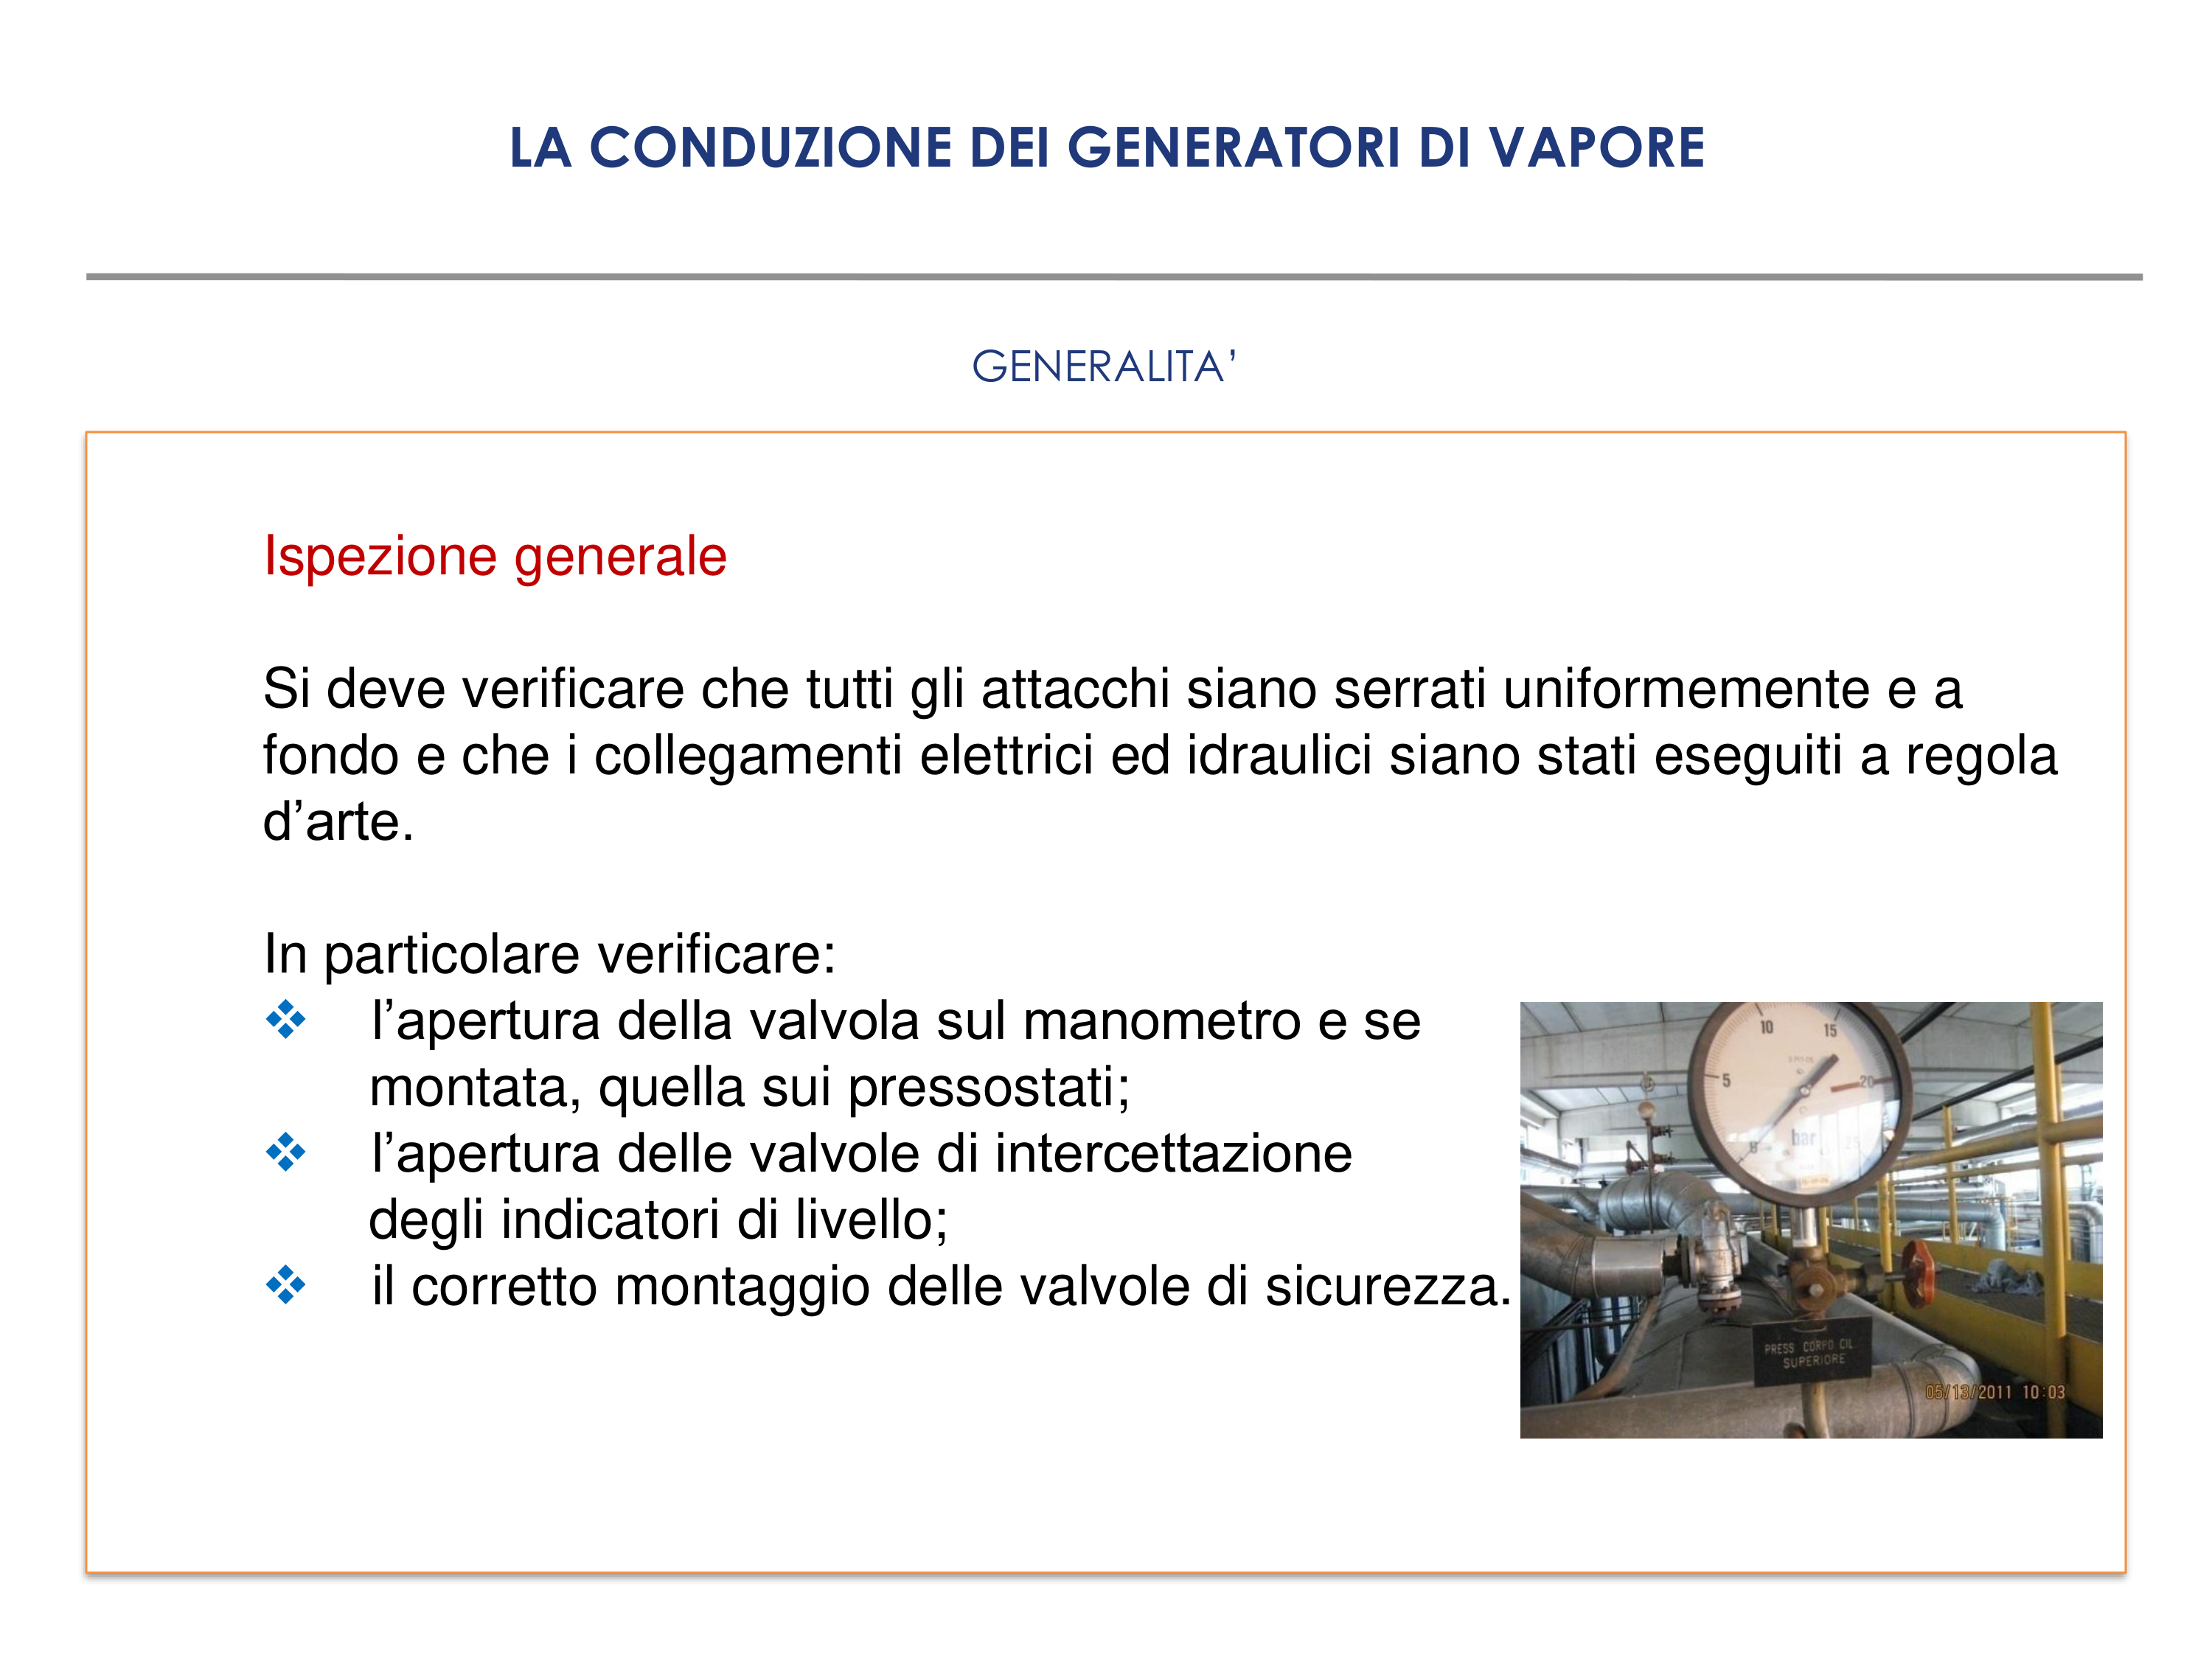 LA CONDUZIONE DEI GENERATORI DI VAPORE
GENERALITA’
Ispezione generale
Si deve verificare che tutti gli attacchi siano serrati uniformemente e a
fondo e che i collegamenti elettrici ed idraulici siano stati eseguiti a regola
d’arte.
In particolare verificare:
❖ l’apertura della valvola sul manometro e se
montata, quella sui pressostati;
❖ l’apertura delle valvole di intercettazione
degli indicatori di livello;
❖ il corretto montaggio delle valvole di sicurezza.
10 15
5 20
bar
0 25
PRESS CORPO CIL
SUPERIORE
05/13/2011 10:03